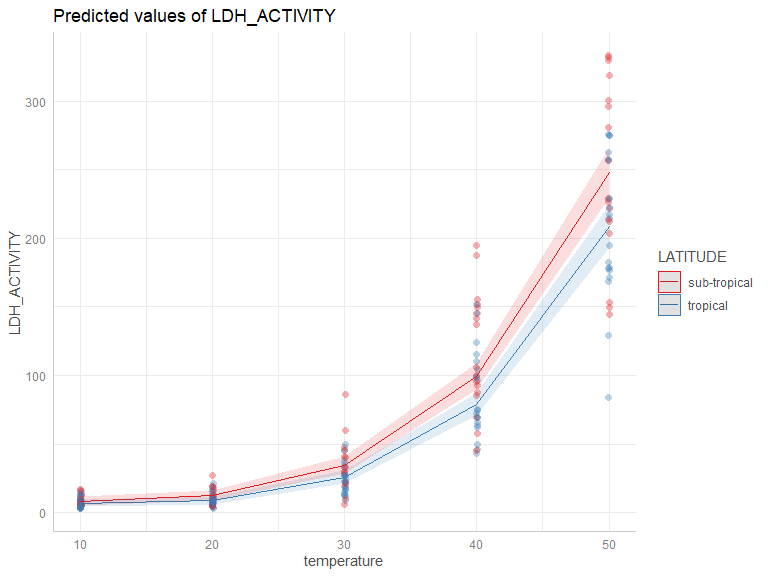 Predicted values of LDH_ACTIVITY
300
200
100
0
LDH_ACTIVITY
10
20
30
40
50
temperature
LATITUDE
sub-tropical
tropical